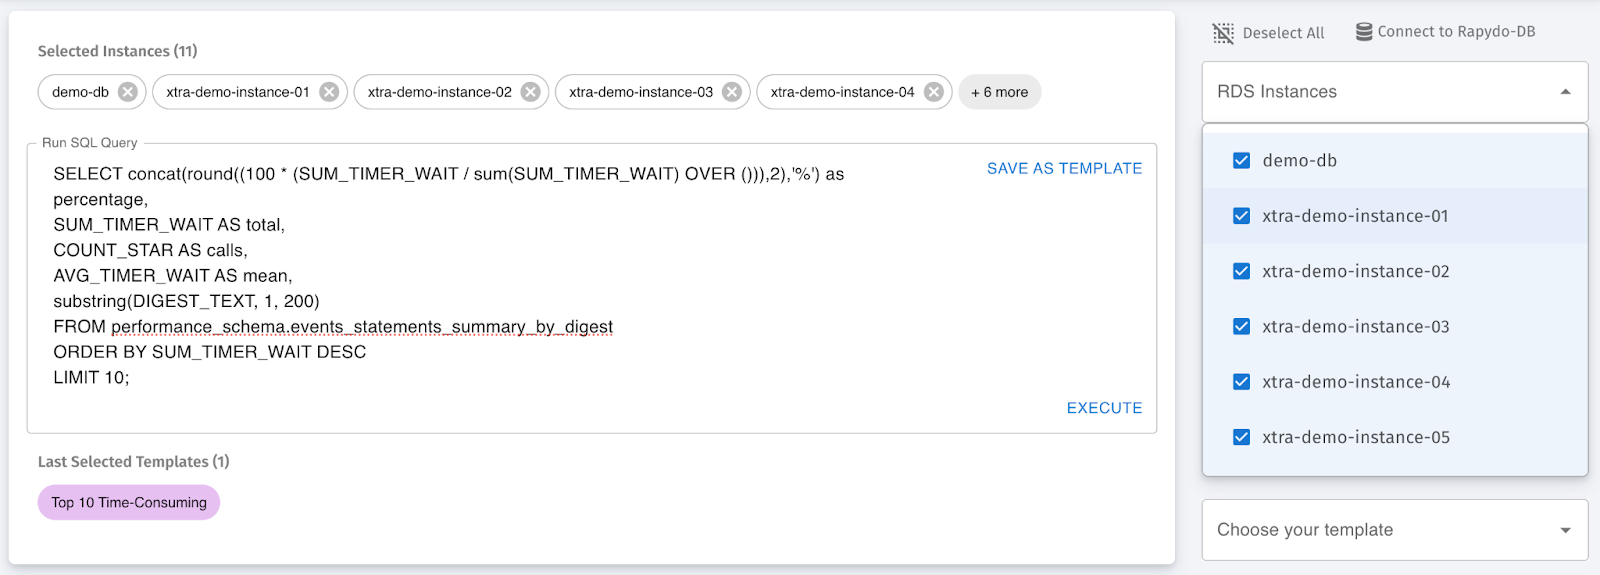 Selected Instances (11)
demo-db
xtra-demo-instance-01
xtra-demo-instance-02
xtra-demo-instance-03
xtra-demo-instance-04
+ 6 more
Run SQL Query
SELECT concat(round((100 * (SUM_TIMER_WAIT / sum(SUM_TIMER_WAIT) OVER ())),2),'%') as
percentage,
SUM_TIMER_WAIT AS total,
COUNT_STAR AS calls,
AVG_TIMER_WAIT AS mean,
substring(DIGEST_TEXT, 1, 200)
FROM performance_schema.events_statements_summary_by_digest
ORDER BY SUM_TIMER_WAIT DESC
LIMIT 10;
SAVE AS TEMPLATE
EXECUTE
Last Selected Templates (1)
Top 10 Time-Consuming
Deselect All
Connect to Rapydo-DB
RDS Instances
demo-db
xtra-demo-instance-01
xtra-demo-instance-02
xtra-demo-instance-03
xtra-demo-instance-04
xtra-demo-instance-05
Choose your template